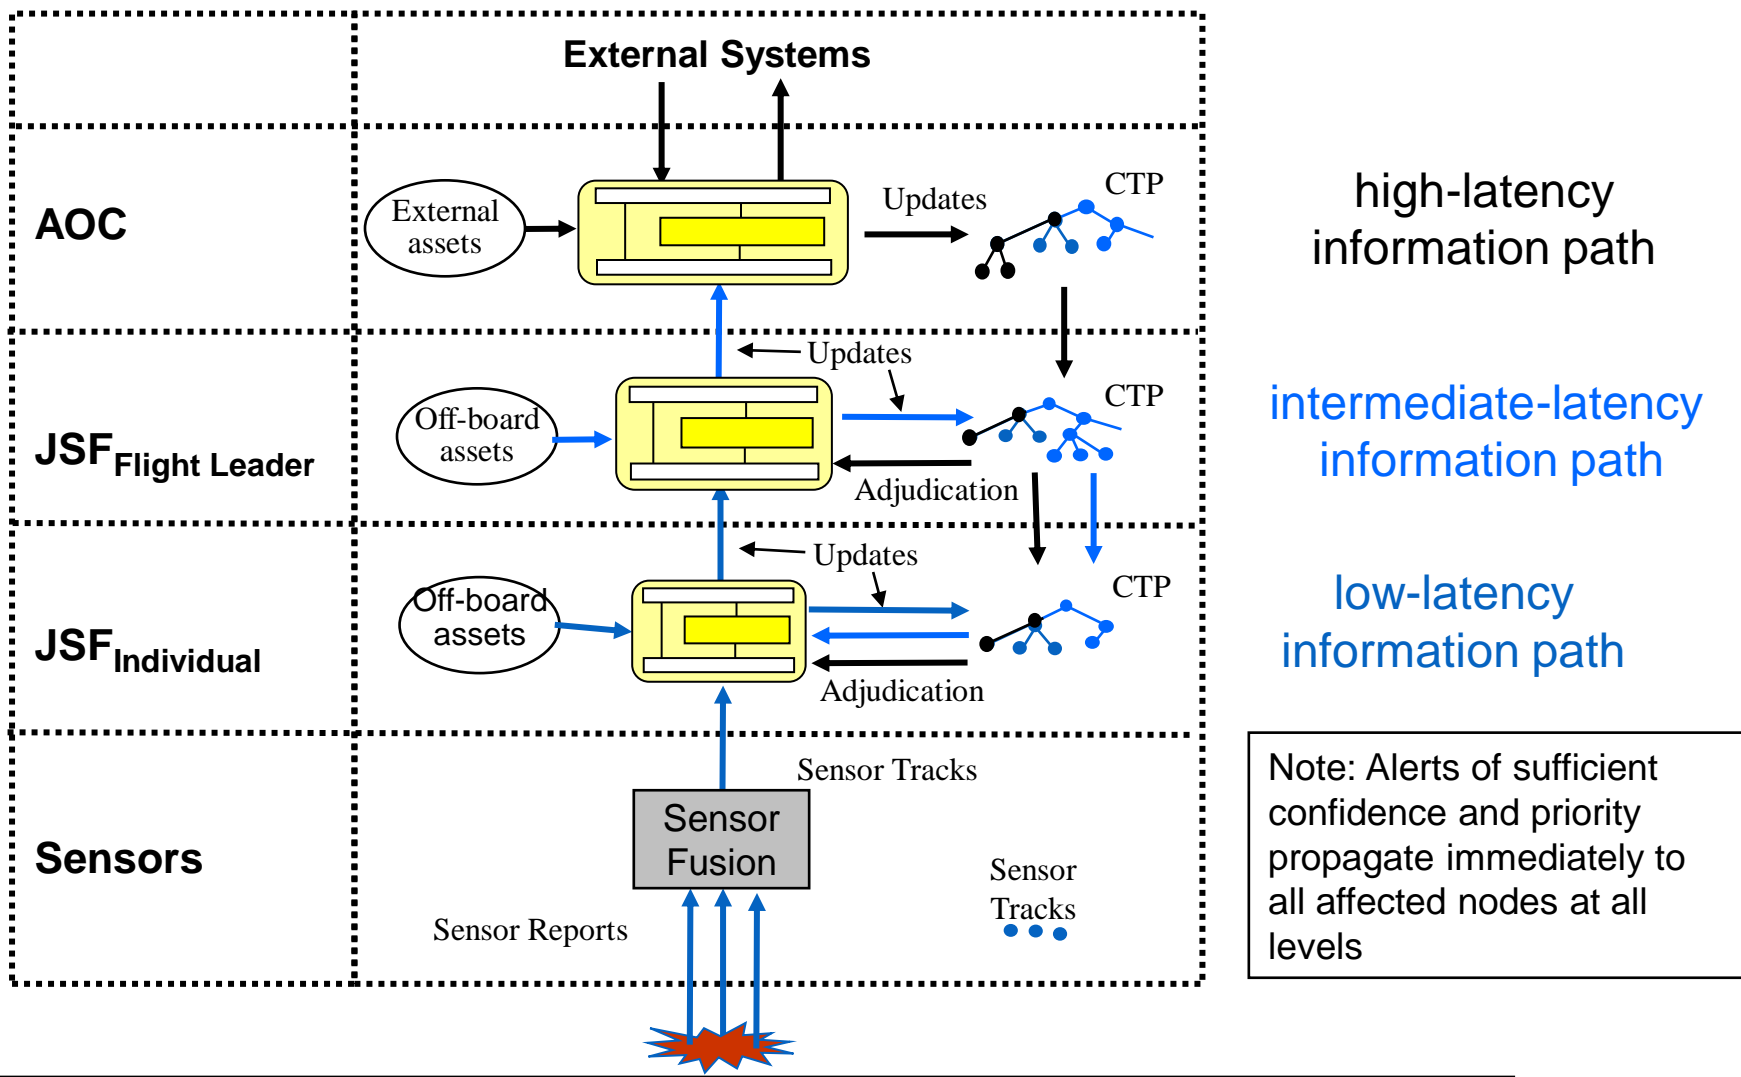 External Systems
AOC
External
assets
Updates
CTP
high-latency
information path
Updates
JSF Flight Leader
Off-board
assets
CTP
Adjudication
intermediate-latency
information path
Updates
JSF Individual
Off-board
assets
CTP
Adjudication
low-latency
information path
Sensors
Sensor Tracks
Sensor
Fusion
Sensor Reports
Sensor
Tracks
Note: Alerts of sufficient
confidence and priority
propagate immediately to
all affected nodes at all
levels